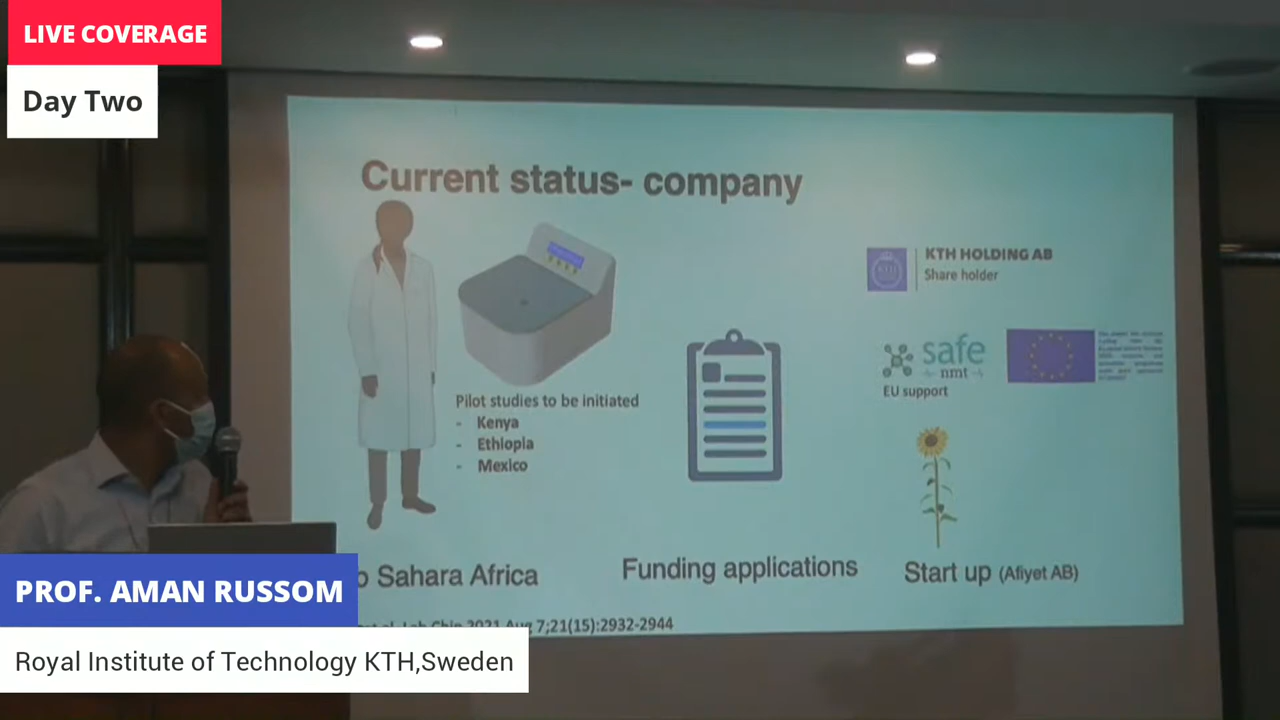 LIVE COVERAGE
Day Two
Current status- company
KTH HOLDING AB
Share holder
KTH
safe
nmt
EU support
Pilot studies to be initiated
- Kenya
- Ethiopia
- Mexico
Sahara Africa
Funding applications
Start up (Afiyet AB)
Lab Chip 2021 Aug 7;21(15):2932-2944
PROF. AMAN RUSSOM
Royal Institute of Technology KTH,Sweden